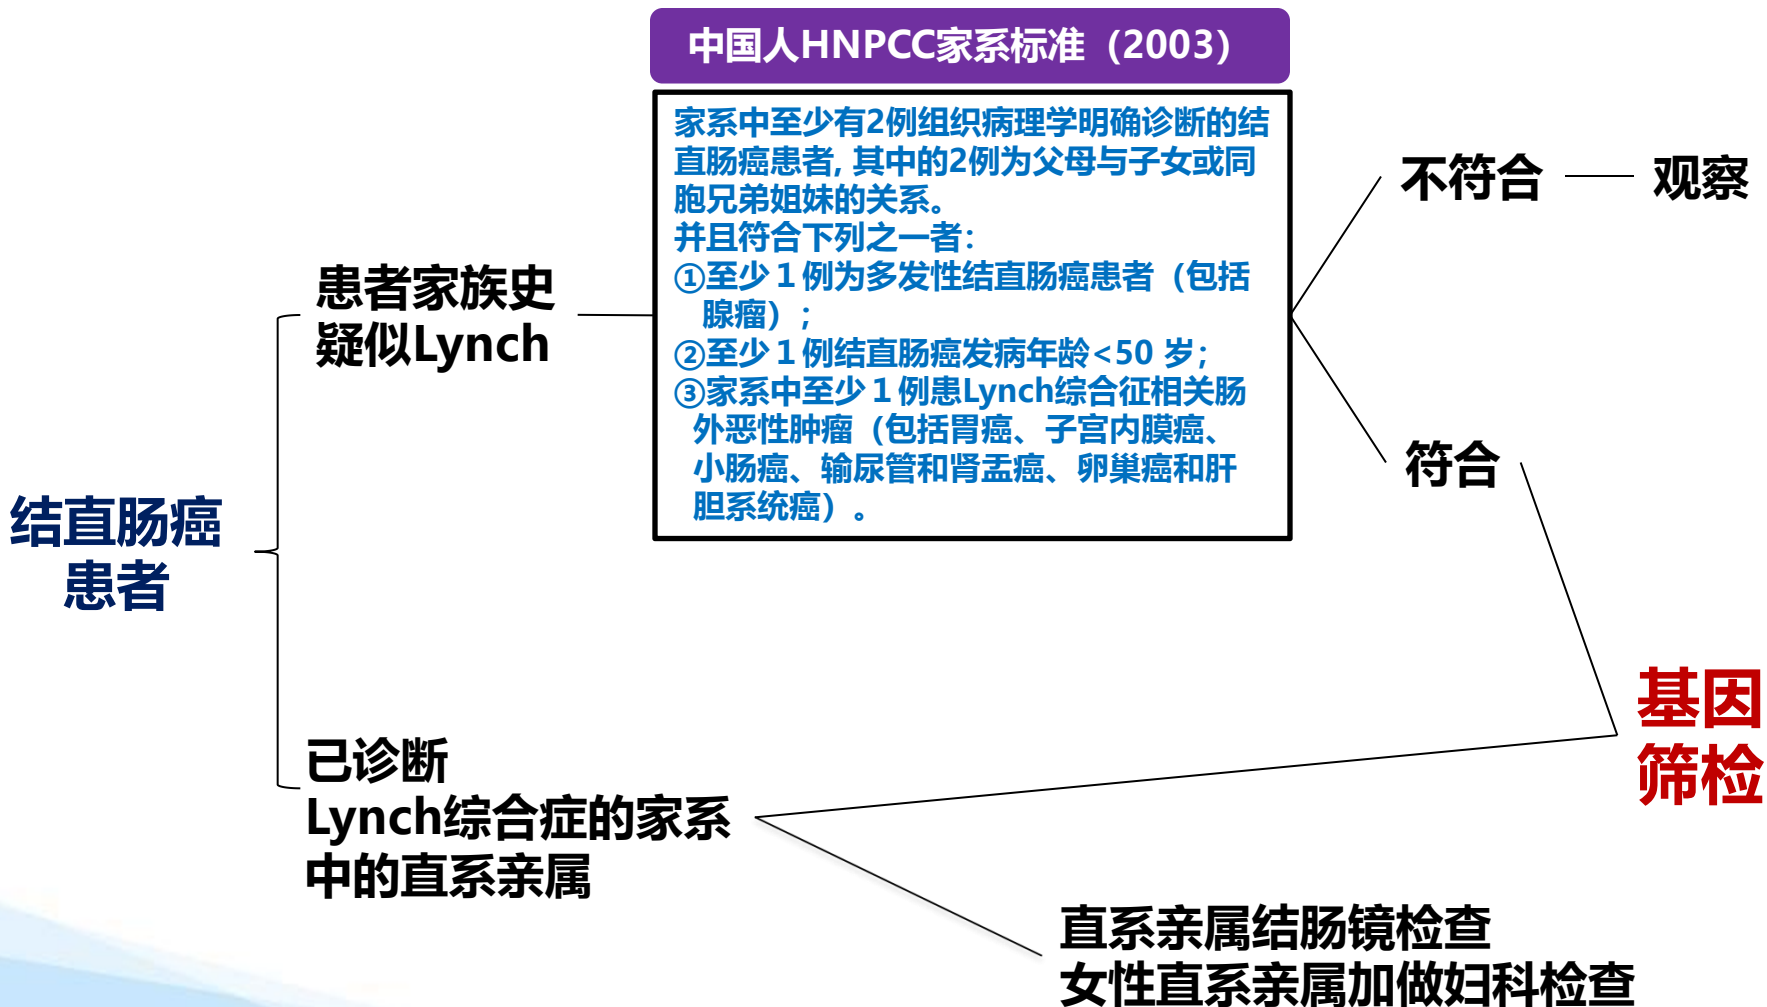 中国人HNPCC家系标准（2003）
家系中至少有2例组织病理学明确诊断的结
直肠癌患者, 其中的2例为父母与子女或同
胞兄弟姐妹的关系。
并且符合下列之一者：
①至少１例为多发性结直肠癌患者（包括
腺瘤）；
②至少１例结直肠癌发病年龄<50 岁；
③家系中至少１例患Lynch综合征相关肠
外恶性肿瘤（包括胃癌、子宫内膜癌、
小肠癌、输尿管和肾盂癌、卵巢癌和肝
胆系统癌）。
不符合
观察
患者家族史
疑似Lynch
符合
结直肠癌
患者
基因
筛检
已诊断
Lynch综合症的家系
中的直系亲属
直系亲属结肠镜检查
女性直系亲属加做妇科检查